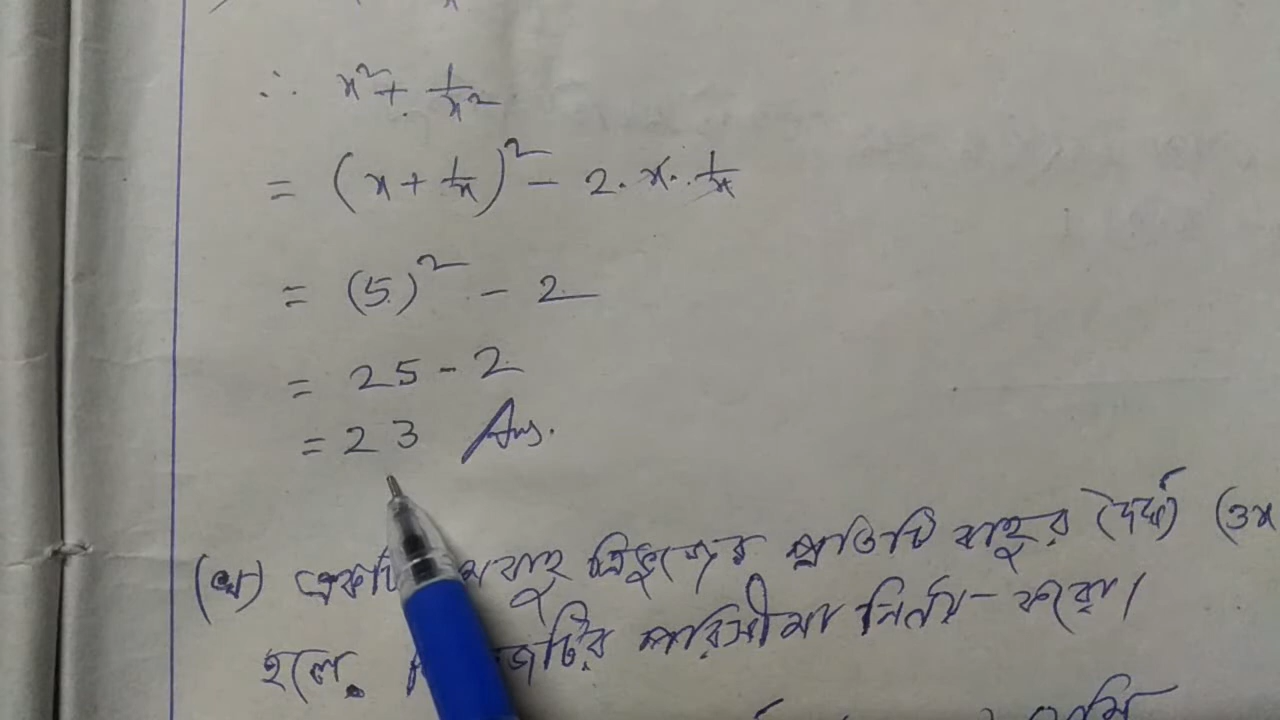 ∴ x² + 1/x²
= (x + 1/x)² - 2. x. 1/x
= (5)² - 2
= 25 - 2
= 23 Ans.
(খ) একটি সমবাহু ত্রিভুজের প্রতিটি বাহুর দৈর্ঘ্য (3x
হলে, ত্রিভুজটির পরিসীমা নির্ণয় করো।